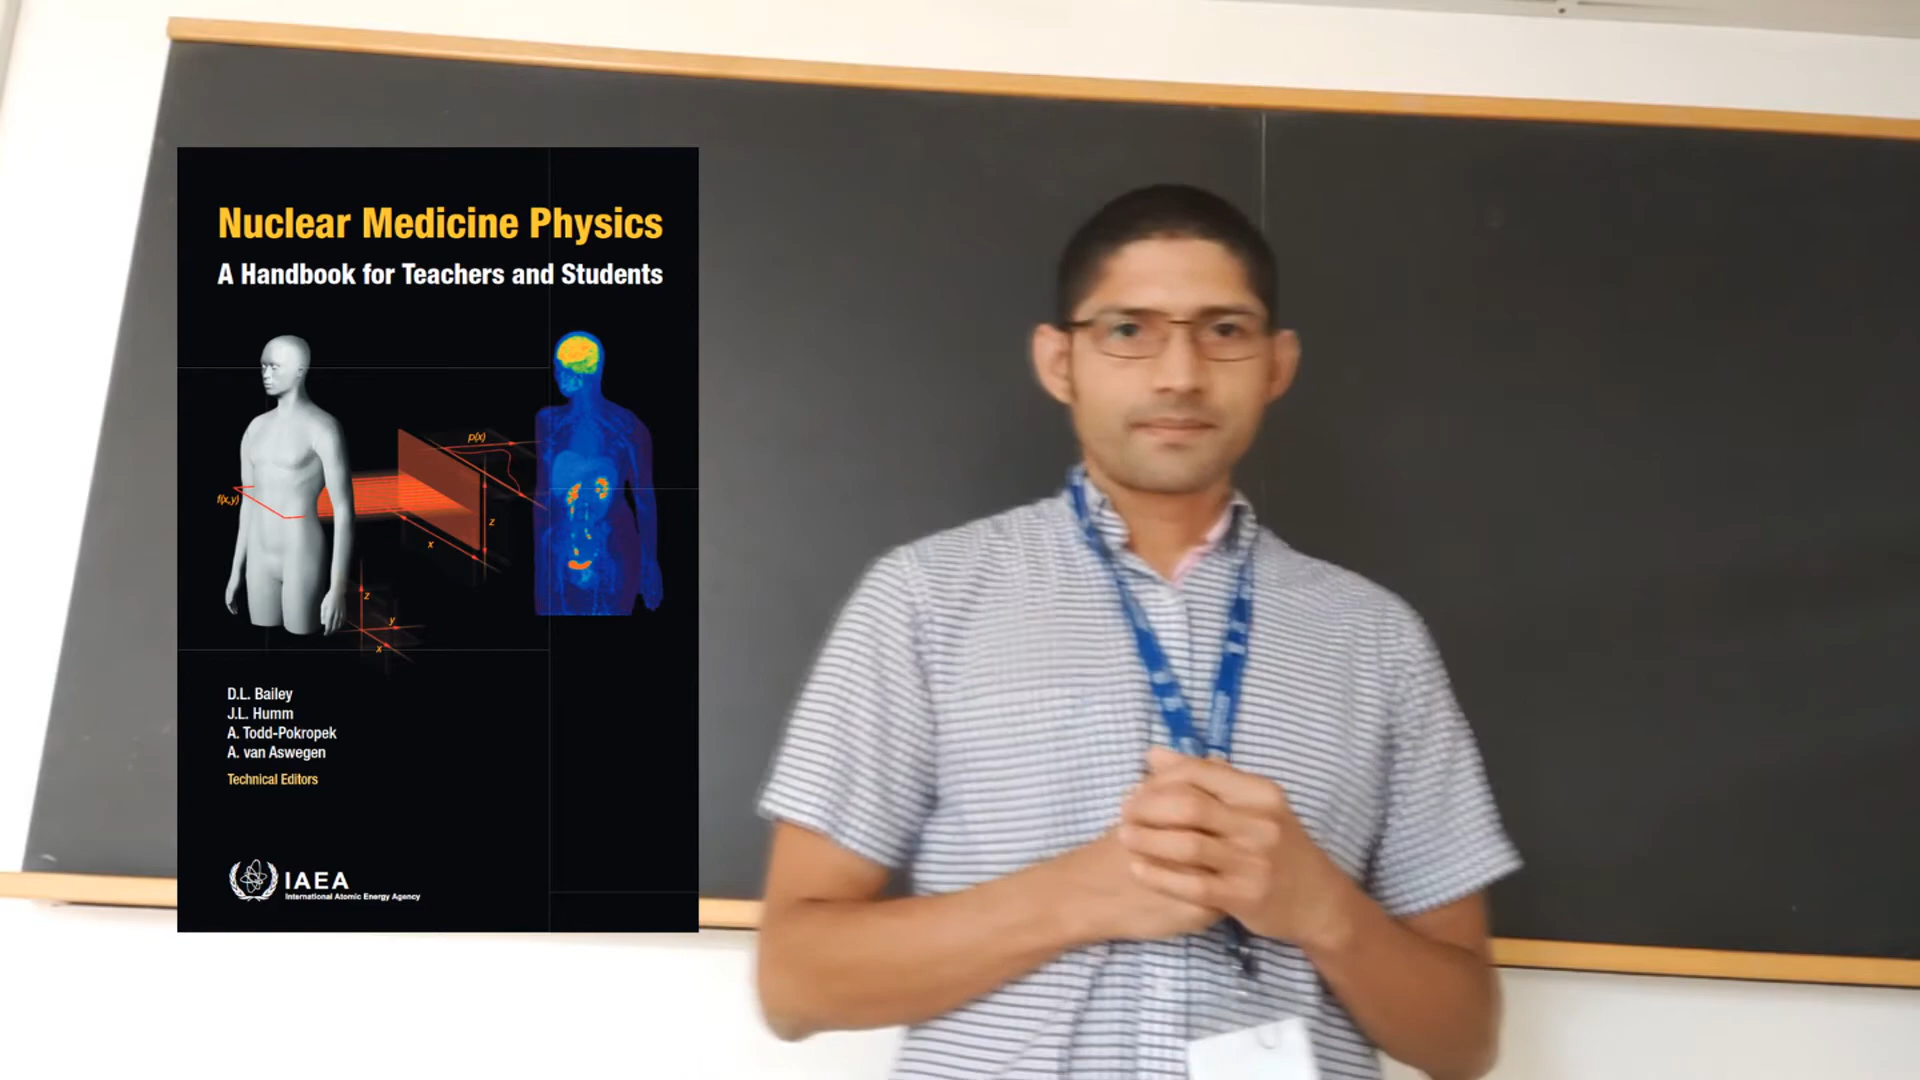 Nuclear Medicine Physics
A Handbook for Teachers and Students
p(x)
f(x,y)
z
x
z
y
x
D.L. Bailey
J.L. Humm
A. Todd-Pokropek
A. van Aswegen
Technical Editors
IAEA
International Atomic Energy Agency